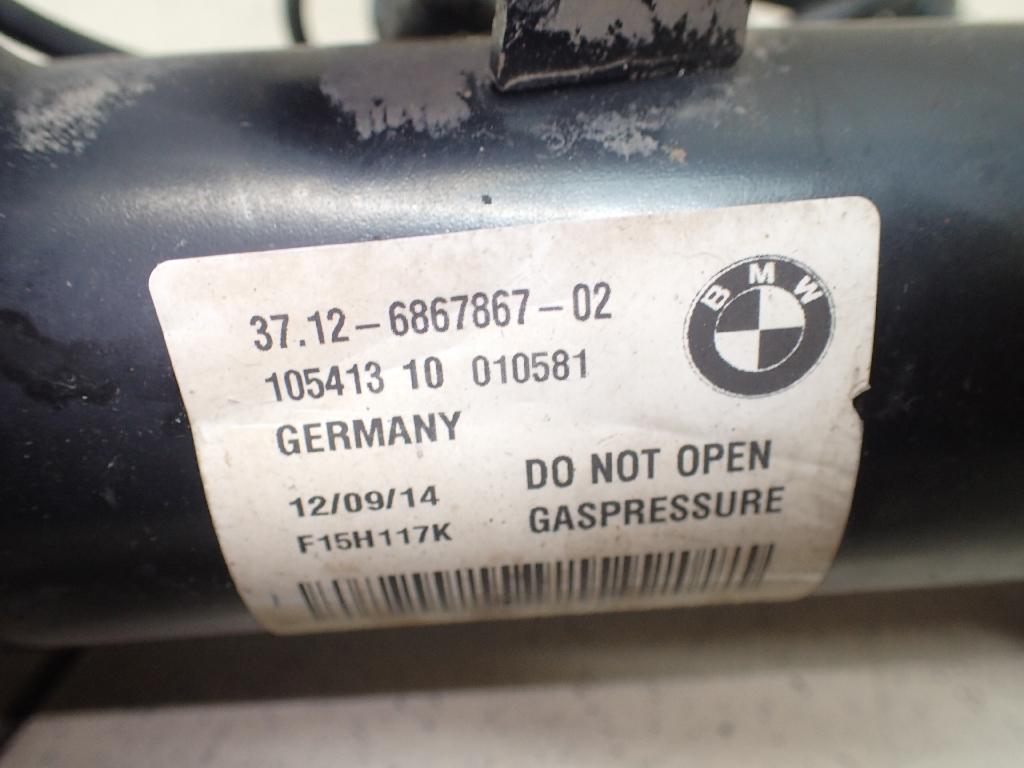 37.12-6867867-02
BMW
105413 10 010581
GERMANY
DO NOT OPEN
12/09/14
GASPRESSURE
F15H117K